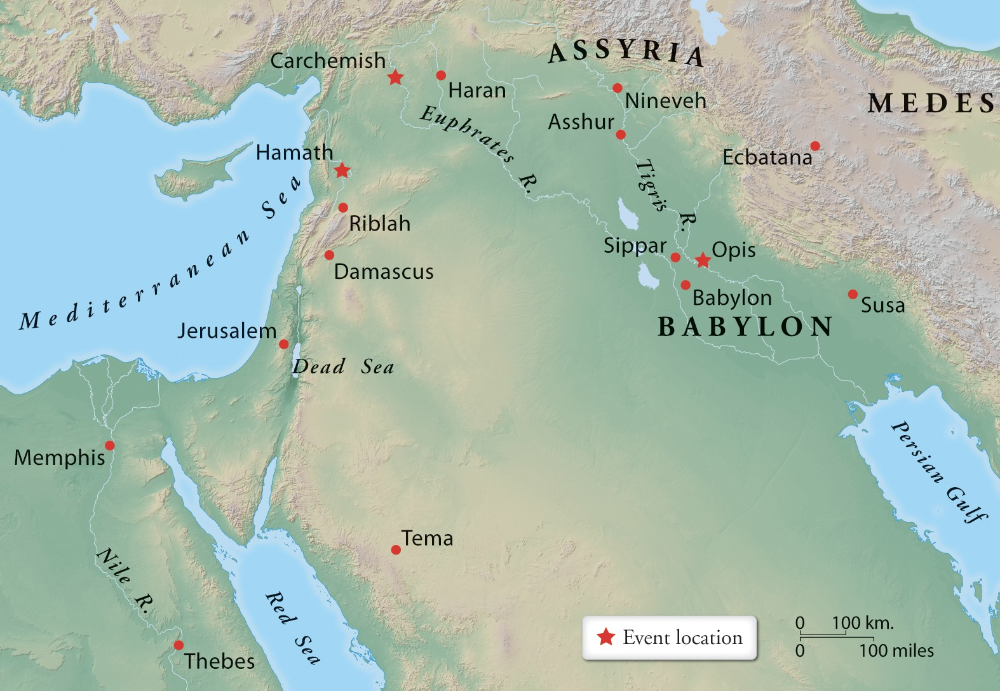 ASSYRIA
Carchemish
Haran
MEDES
Nineveh
Euphrates R.
Asshur
Hamath
Ecbatana
Tigris R.
Mediterranean Sea
Riblah
Sippar
Opis
Damascus
Babylon
Susa
BABYLON
Jerusalem
Dead Sea
Memphis
Persian Gulf
Tema
Nile R.
Red Sea
Thebes
Event location
0 100 km.
0 100 miles